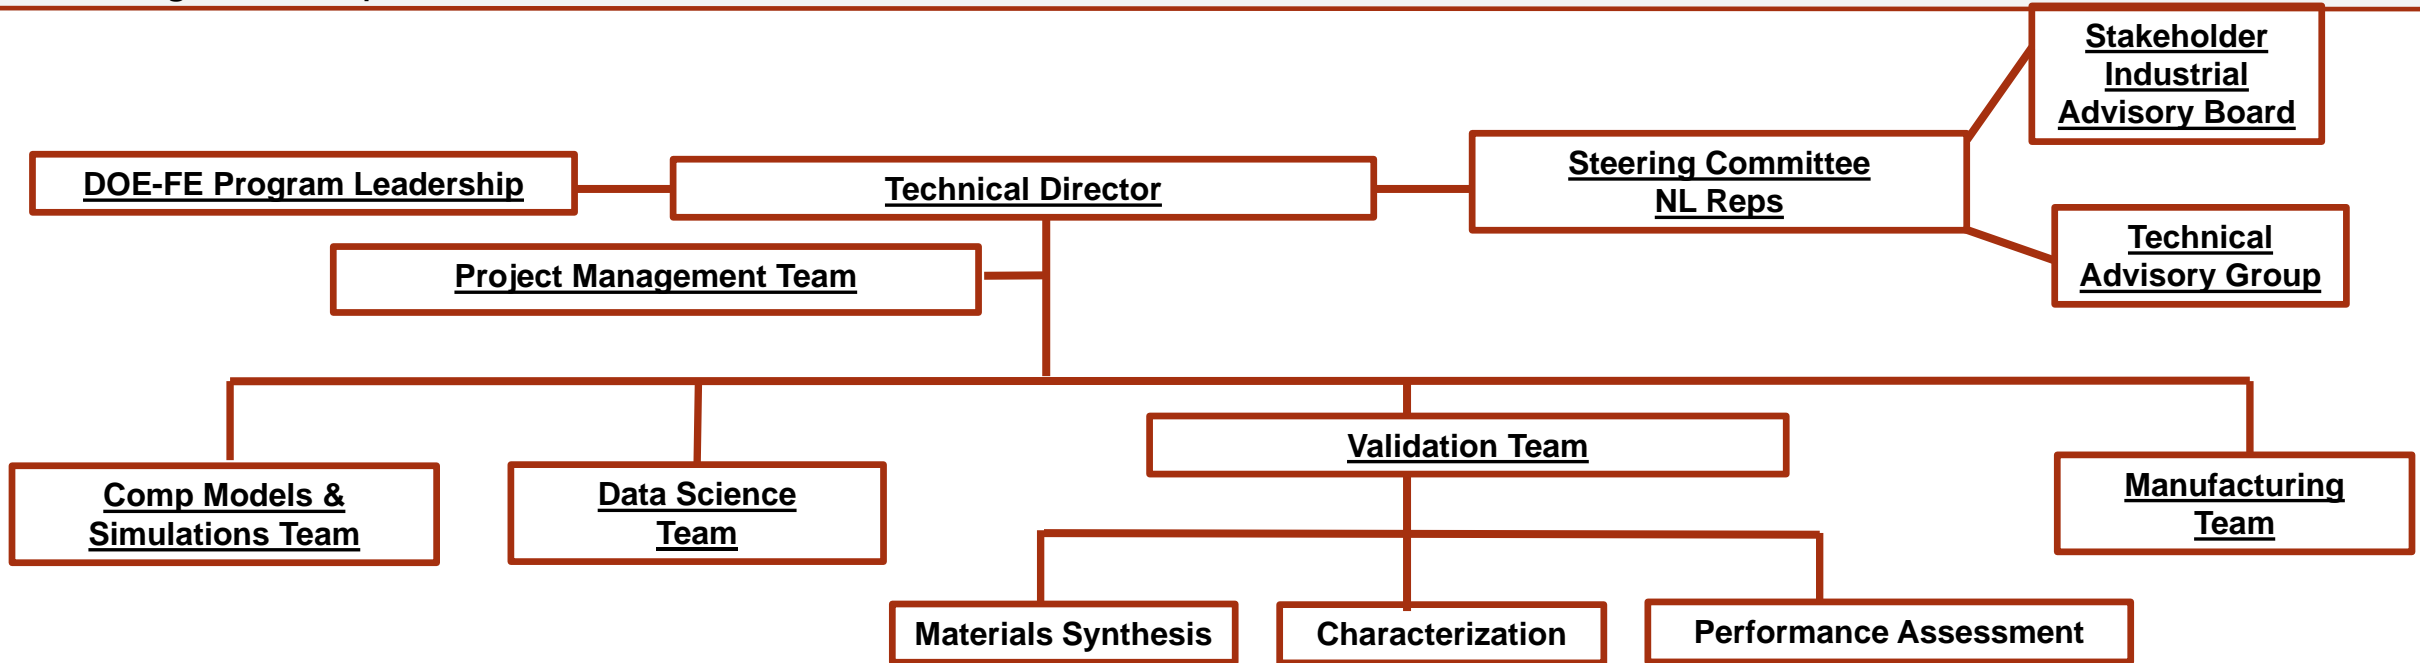 Stakeholder
Industrial
Advisory Board
DOE-FE Program Leadership
Technical Director
Steering Committee
NL Reps
Technical
Advisory Group
Project Management Team
Validation Team
Comp Models &
Simulations Team
Data Science
Team
Manufacturing
Team
Materials Synthesis
Characterization
Performance Assessment